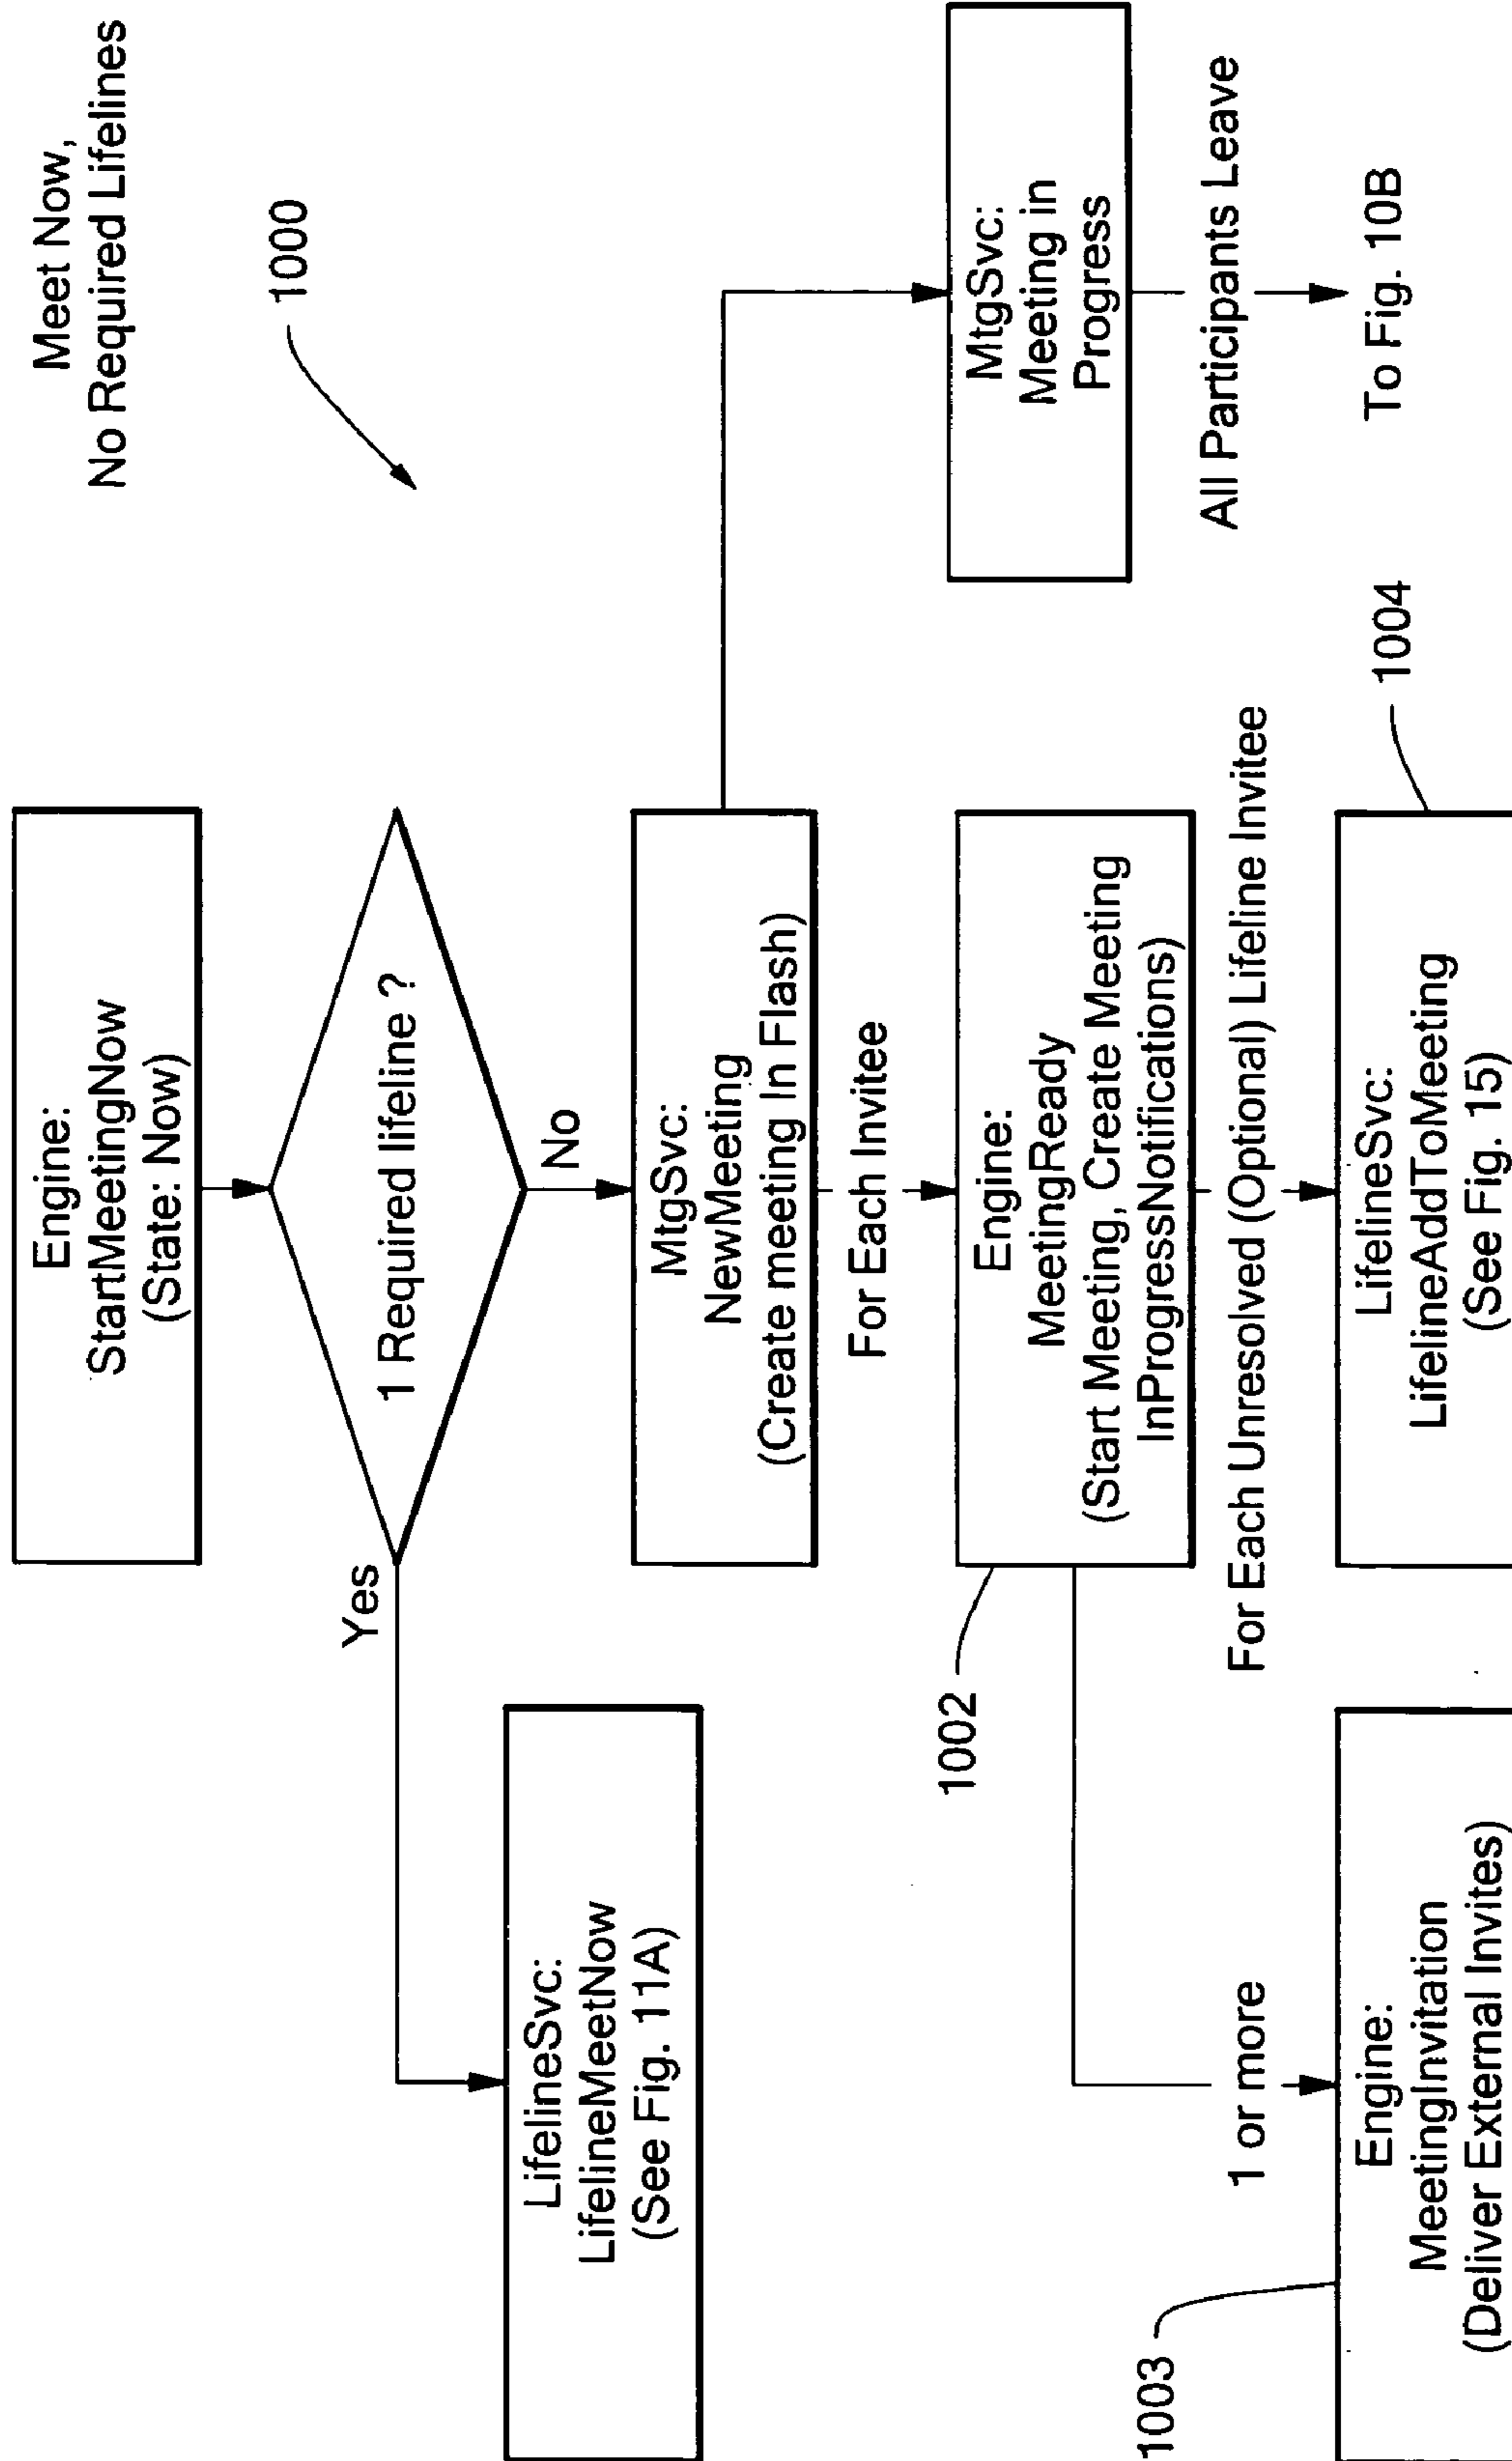 Meet Now,
No Required Lifelines
1000
Engine:
StartMeetingNow
(State: Now)
1 Required lifeline ?
Yes
No
LifelineSvc:
LifelineMeetNow
(See Fig. 11A)
MtgSvc:
NewMeeting
(Create meeting In Flash)
For Each Invitee
MtgSvc:
Meeting in
Progress
All Participants Leave
To Fig. 10B
1002
Engine:
MeetingReady
(Start Meeting, Create Meeting
InProgressNotifications)
1 or more
For Each Unresolved (Optional) Lifeline Invitee
1003
Engine:
MeetingInvitation
(Deliver External Invites)
1004
LifelineSvc:
LifelineAddToMeeting
(See Fig. 15)